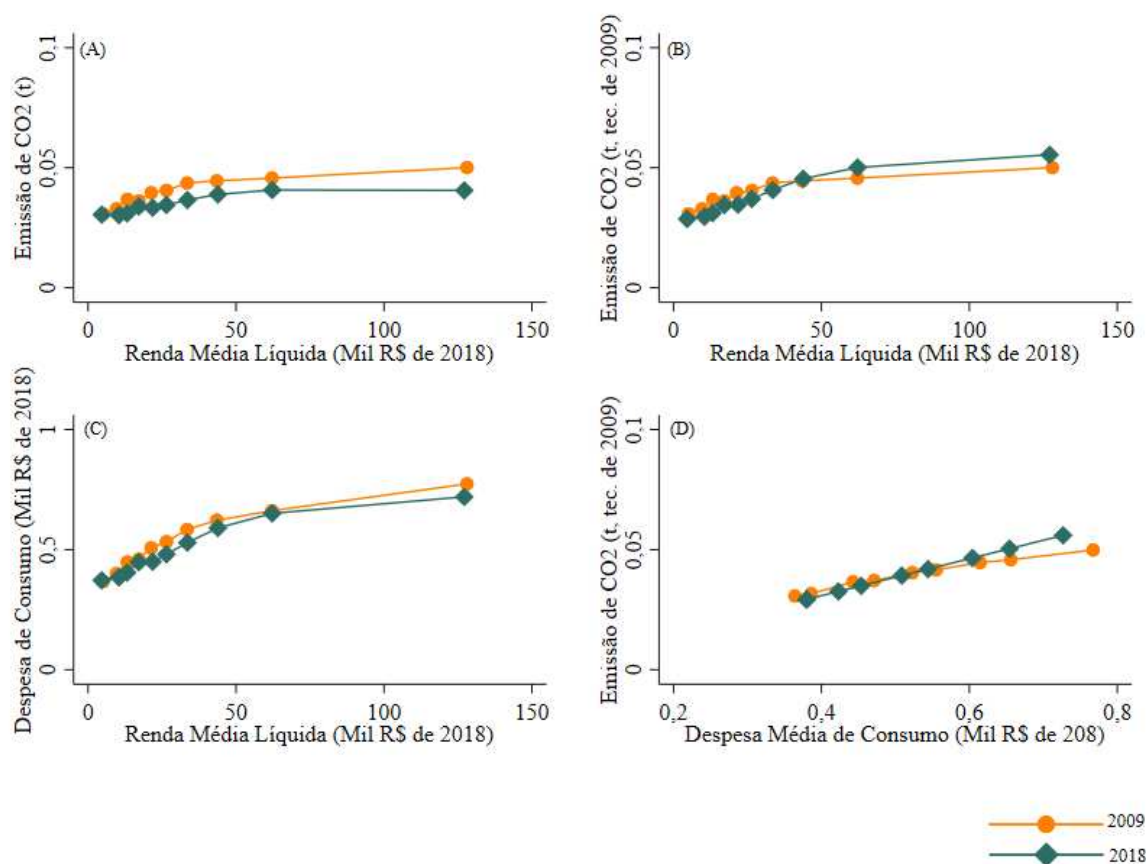 (A)
Emissão de CO2 (t)
0,1
0,05
0
0 50 100 150
Renda Média Líquida (Mil R$ de 2018)
(B)
Emissão de CO2 (t, tec. de 2009)
0,1
0,05
0
0 50 100 150
Renda Média Líquida (Mil R$ de 2018)
(C)
Despesa de Consumo (Mil R$ de 2018)
1
0,5
0
0 50 100 150
Renda Média Líquida (Mil R$ de 2018)
(D)
Emissão de CO2 (t, tec. de 2009)
0,1
0,05
0
0,2 0,4 0,6 0,8
Despesa Média de Consumo (Mil R$ de 208)
2009
2018